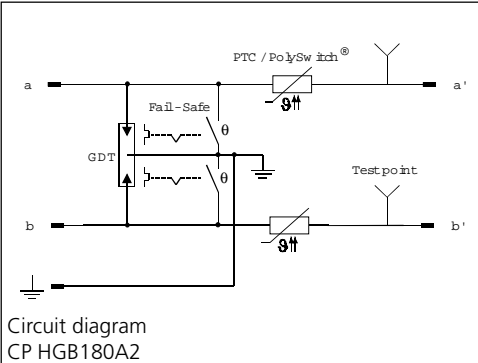 PTC / PolySwitch®
a a'
ϑ
Fail-Safe
θ
GDT
θ
Testpoint
b b'
ϑ
Circuit diagram
CP HGB180A2